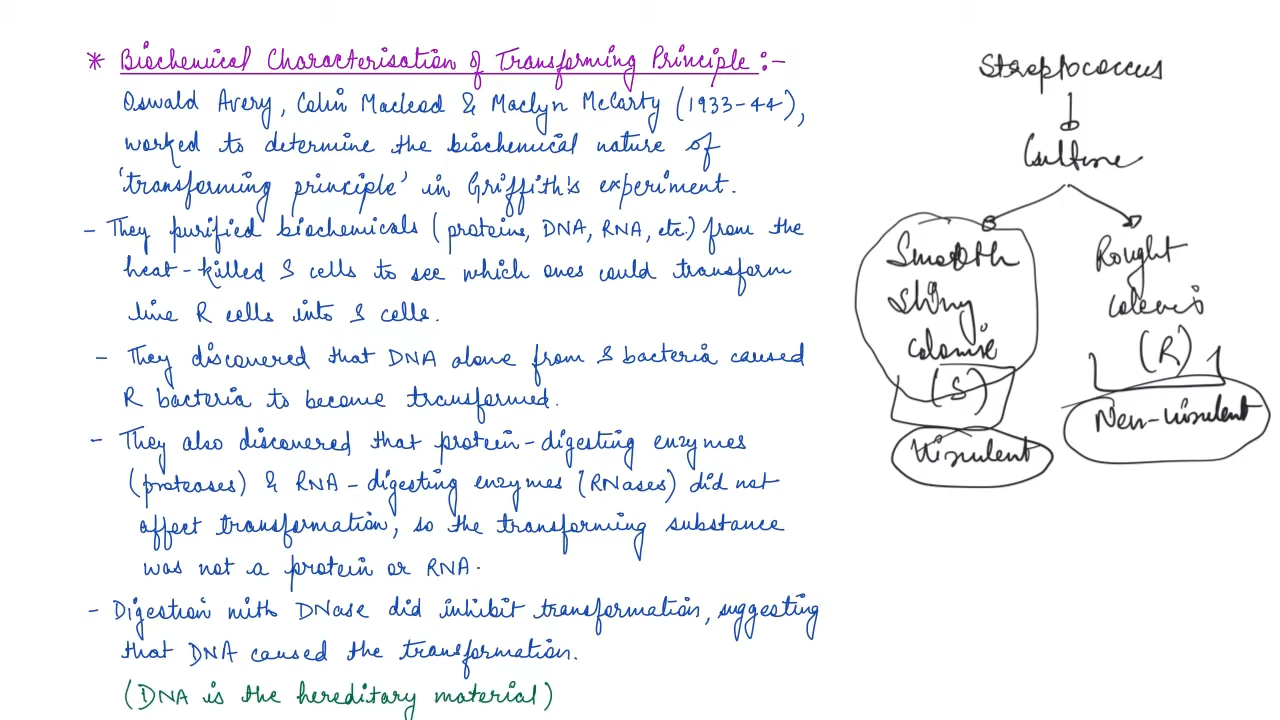 * Biochemical Characterisation of Transforming Principle :-
Oswald Avery, Colin Macleod & Maclyn McCarty (1933-44),
worked to determine the biochemical nature of
'transforming principle' in Griffith's experiment.
- They purified biochemicals (proteins, DNA, RNA, etc.) from the
heat-killed S cells to see which ones could transform
live R cells into S cells.
- They discovered that DNA alone from S bacteria caused
R bacteria to become transformed.
- They also discovered that protein-digesting enzymes
(proteases) & RNA-digesting enzymes (RNases) did not
affect transformation, so the transforming substance
was not a protein or RNA.
- Digestion with DNase did inhibit transformation, suggesting
that DNA caused the transformation.
(DNA is the hereditary material)
Streptococcus
Culture
Smooth
Shiny
(S)
Virulent
Rought
(R)
Non-virulent